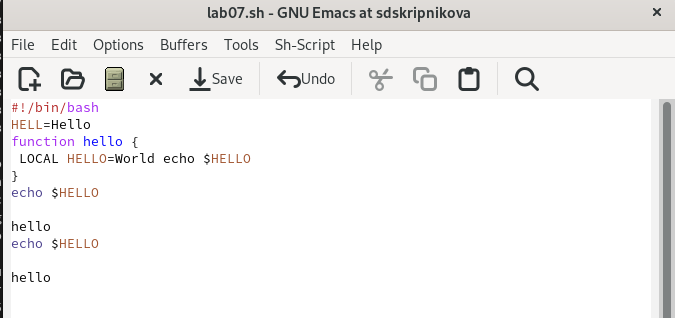 lab07.sh - GNU Emacs at sdskripnikova
File Edit Options Buffers Tools Sh-Script Help
Save Undo
#!/bin/bash
HELL=Hello
function hello {
 LOCAL HELLO=World echo $HELLO
}
echo $HELLO
hello
echo $HELLO
hello